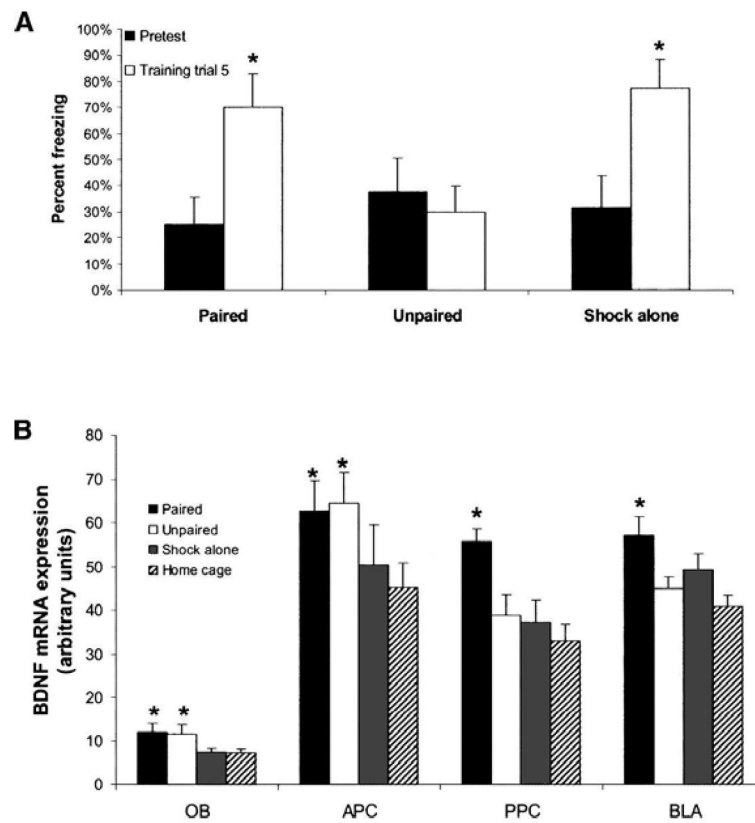 A
100%
90%
80%
70%
60%
50%
40%
30%
20%
10%
0%
Percent freezing
Pretest
Training trial 5
*
*
Paired
Unpaired
Shock alone
B
80
70
60
50
40
30
20
10
0
BDNF mRNA expression
(arbitrary units)
Paired
Unpaired
Shock alone
Home cage
* *
* *
*
*
OB
APC
PPC
BLA